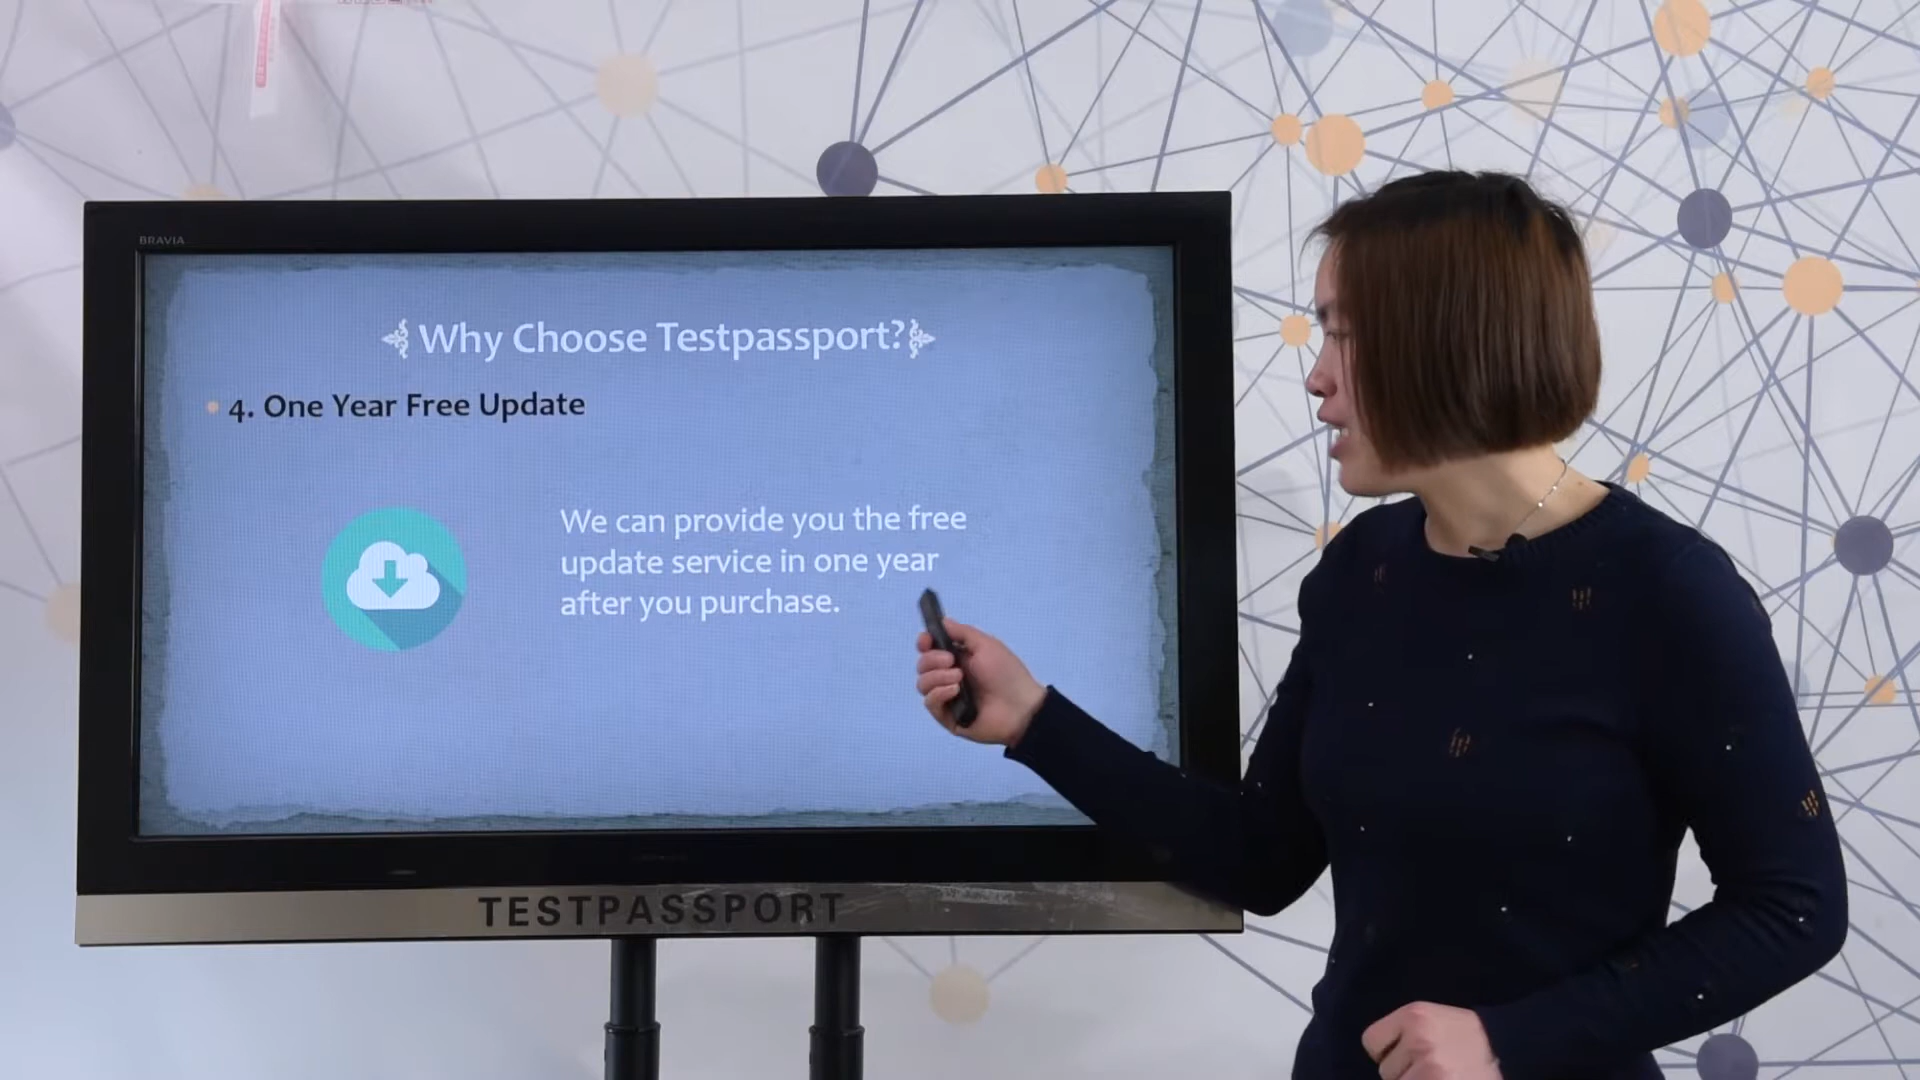 BRAVIA
Why Choose Testpassport?
4. One Year Free Update
We can provide you the free
update service in one year
after you purchase.
TESTPASSPORT